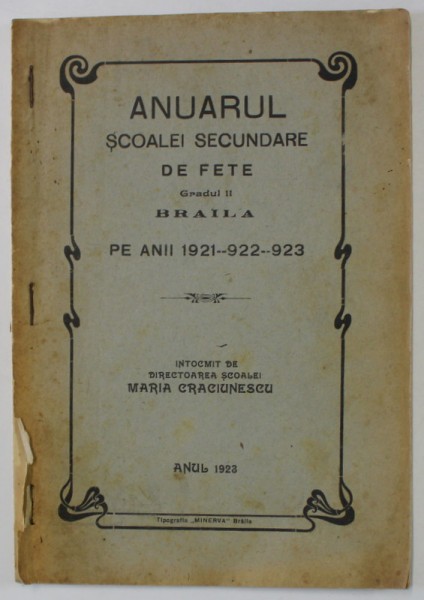 ANUARUL
ȘCOALEI SECUNDARE
DE FETE
Gradul II
BRAILA
PE ANII 1921--922--923
INTOCMIT DE
DIRECTOAREA ȘCOALEI
MARIA CRACIUNESCU
ANUL 1923
Tipografia „MINERVA" Brăila